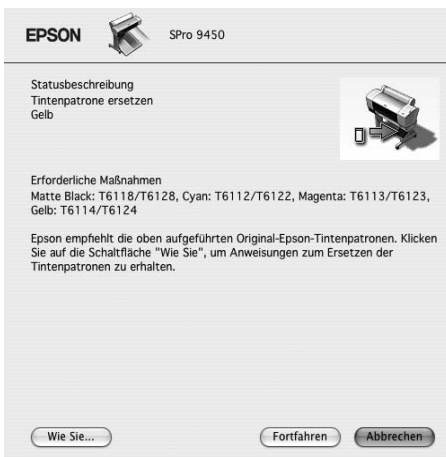 EPSON
SPro 9450
Statusbeschreibung
Tintenpatrone ersetzen
Gelb
Erforderliche Maßnahmen
Matte Black: T6118/T6128, Cyan: T6112/T6122, Magenta: T6113/T6123,
Gelb: T6114/T6124
Epson empfiehlt die oben aufgeführten Original-Epson-Tintenpatronen. Klicken
Sie auf die Schaltfläche "Wie Sie", um Anweisungen zum Ersetzen der
Tintenpatronen zu erhalten.
Wie Sie... Fortfahren Abbrechen